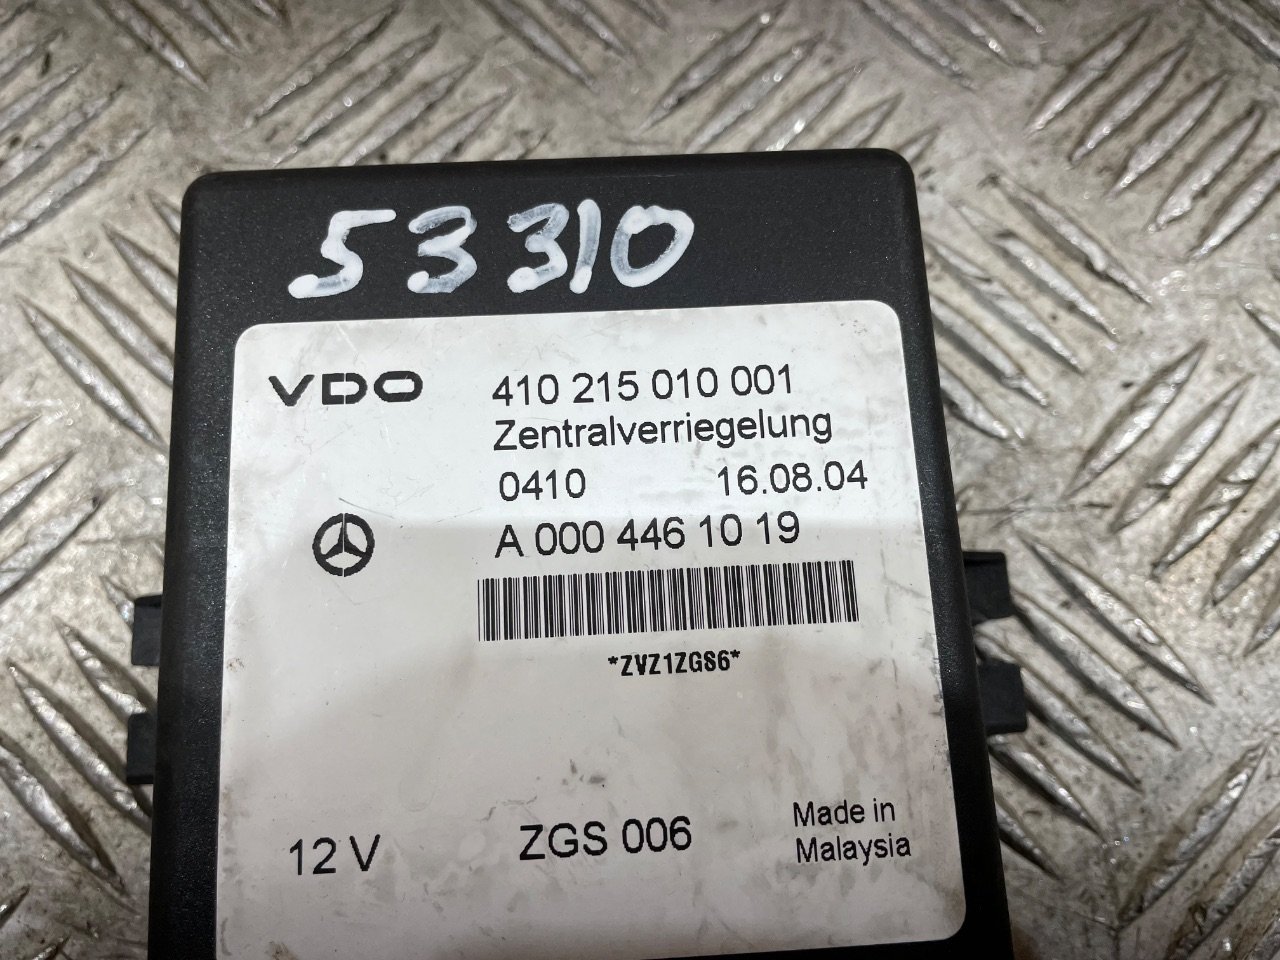 53310
VDO
410 215 010 001
Zentralverriegelung
0410 16.08.04
A 000 446 10 19
*ZVZ1ZGS6*
12 V
ZGS 006
Made in
Malaysia